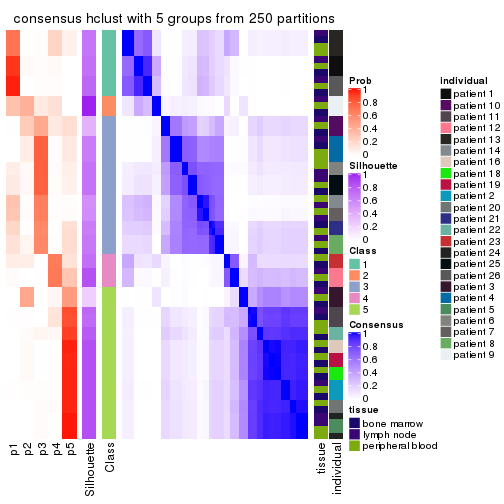 consensus hclust with 5 groups from 250 partitions
p1
p2
p3
p4
p5
Silhouette
Class
tissue
individual
Prob
1
0.8
0.6
0.4
0.2
0
Silhouette
1
0.8
0.6
0.4
0.2
0
Class
1
2
3
4
5
Consensus
1
0.8
0.6
0.4
0.2
0
tissue
bone marrow
lymph node
peripheral blood
individual
patient 1
patient 10
patient 11
patient 12
patient 13
patient 14
patient 16
patient 18
patient 19
patient 2
patient 20
patient 21
patient 22
patient 23
patient 24
patient 25
patient 26
patient 3
patient 4
patient 5
patient 6
patient 7
patient 8
patient 9